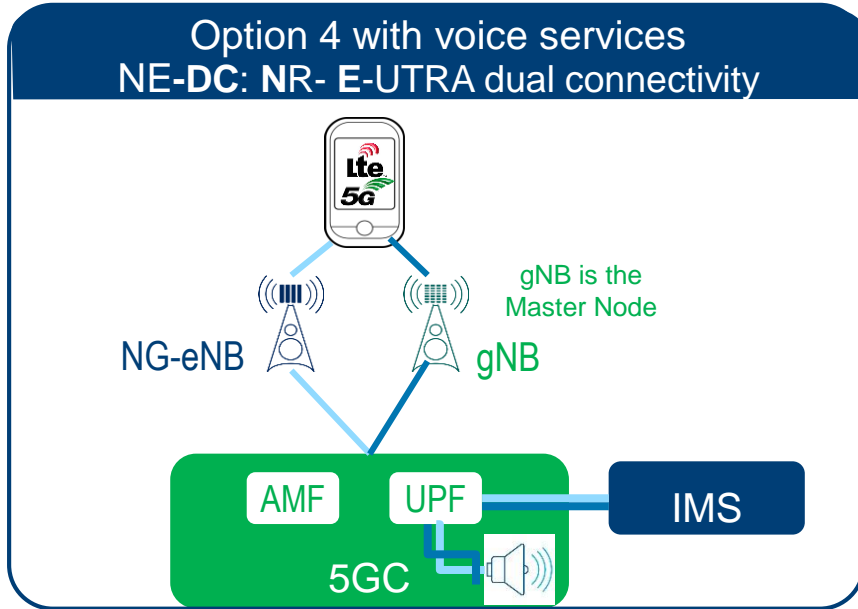 Option 4 with voice services
NE-DC: NR- E-UTRA dual connectivity
Lte
5G
gNB is the
Master Node
NG-eNB
gNB
AMF
UPF
IMS
5GC